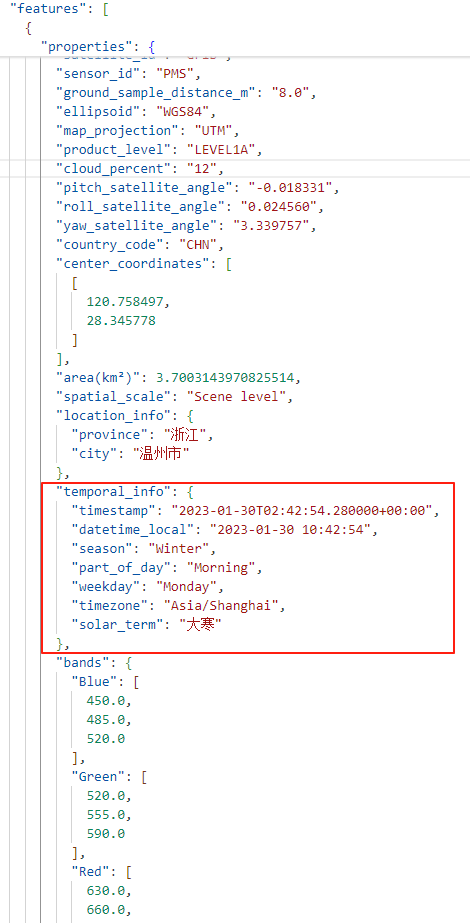 "features": [
{
"properties": {
"sensor_id": "PMS",
"ground_sample_distance_m": "8.0",
"ellipsoid": "WGS84",
"map_projection": "UTM",
"product_level": "LEVEL1A",
"cloud_percent": "12",
"pitch_satellite_angle": "-0.018331",
"roll_satellite_angle": "0.024560",
"yaw_satellite_angle": "3.339757",
"country_code": "CHN",
"center_coordinates": [
[
120.758497,
28.345778
]
],
"area(km²)": 3.7003143970825514,
"spatial_scale": "Scene level",
"location_info": {
"province": "浙江",
"city": "温州市"
},
"temporal_info": {
"timestamp": "2023-01-30T02:42:54.280000+00:00",
"datetime_local": "2023-01-30 10:42:54",
"season": "Winter",
"part_of_day": "Morning",
"weekday": "Monday",
"timezone": "Asia/Shanghai",
"solar_term": "大寒"
},
"bands": {
"Blue": [
450.0,
485.0,
520.0
],
"Green": [
520.0,
555.0,
590.0
],
"Red": [
630.0,
660.0,